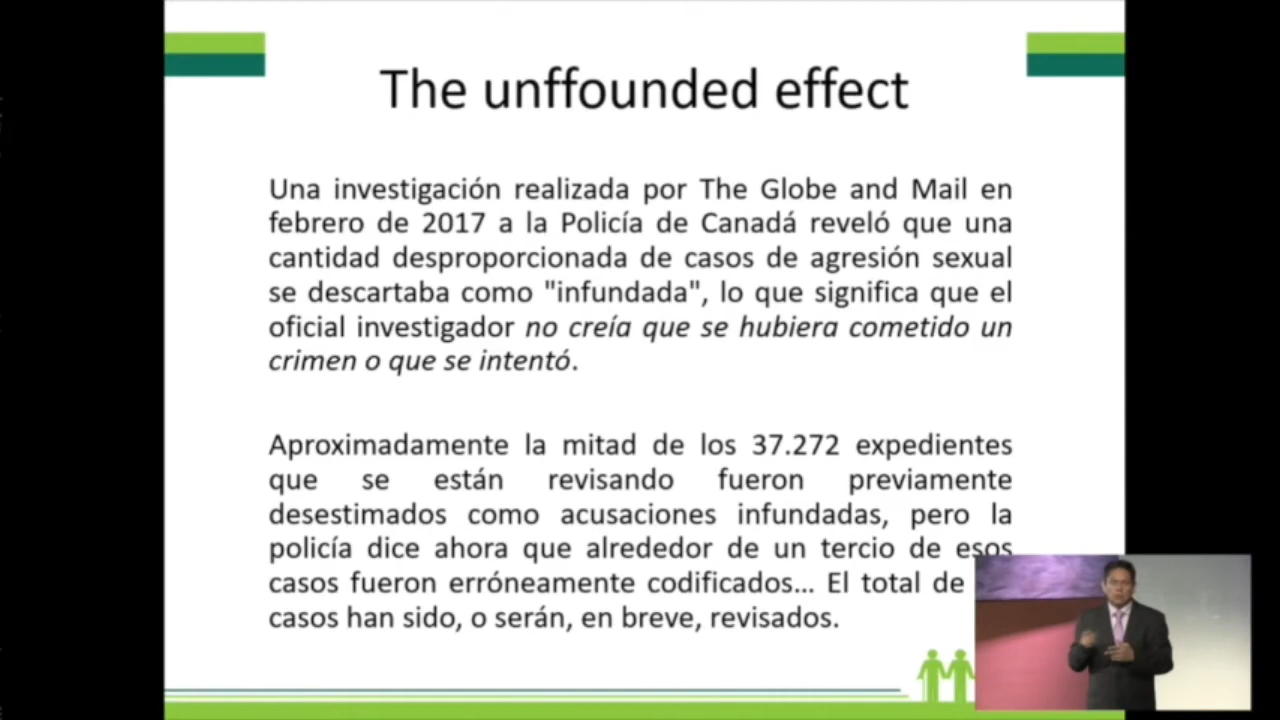 The unffounded effect
Una investigación realizada por The Globe and Mail en
febrero de 2017 a la Policía de Canadá reveló que una
cantidad desproporcionada de casos de agresión sexual
se descartaba como "infundada", lo que significa que el
oficial investigador no creía que se hubiera cometido un
crimen o que se intentó.
Aproximadamente la mitad de los 37.272 expedientes
que se están revisando fueron previamente
desestimados como acusaciones infundadas, pero la
policía dice ahora que alrededor de un tercio de esos
casos fueron erróneamente codificados... El total de
casos han sido, o serán, en breve, revisados.